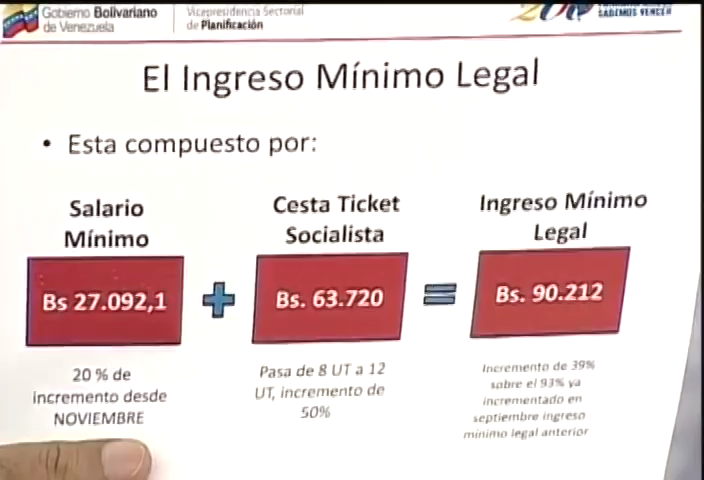 Gobierno Bolivariano
de Venezuela
Vicepresidencia Sectorial
de Planificación
SABEMOS VENCER
El Ingreso Mínimo Legal
• Esta compuesto por:
Salario
Mínimo
Bs 27.092,1
20 % de
incremento desde
NOVIEMBRE
+
Cesta Ticket
Socialista
Bs. 63.720
Pasa de 8 UT a 12
UT, incremento de
50%
=
Ingreso Mínimo
Legal
Bs. 90.212
Incremento de 39%
sobre el 93% ya
incrementado en
septiembre ingreso
mínimo legal anterior